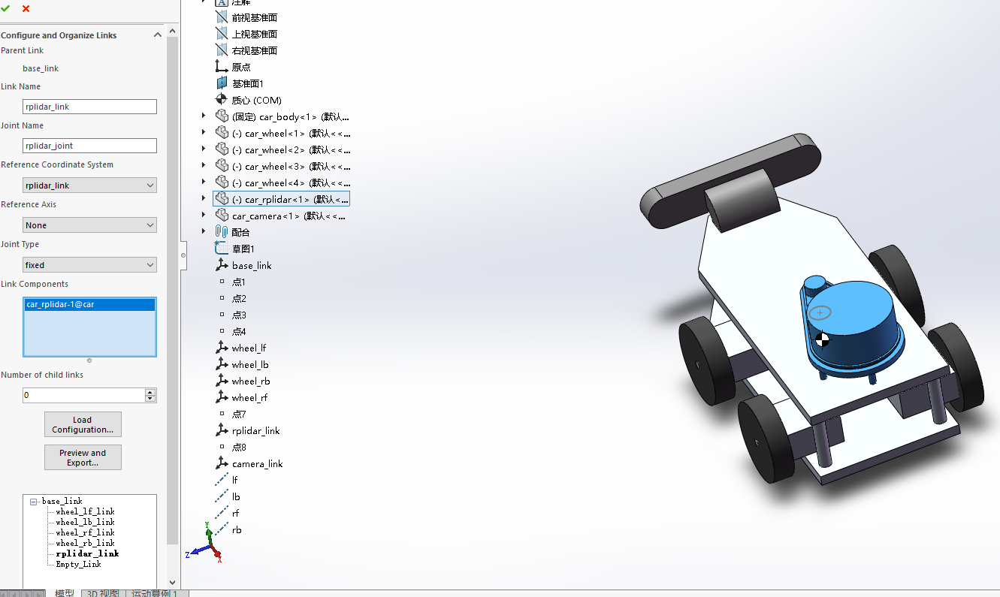 Configure and Organize Links
Parent Link
base_link
Link Name
rplidar_link
Joint Name
rplidar_joint
Reference Coordinate System
rplidar_link
Reference Axis
None
Joint Type
fixed
Link Components
car_rplidar-1@car
Number of child links
0
Load
Configuration...
Preview and
Export...
base_link
wheel_lf_link
wheel_lb_link
wheel_rf_link
wheel_rb_link
rplidar_link
Empty_Link
注解
前视基准面
上视基准面
右视基准面
原点
基准面1
质心 (COM)
(固定) car_body<1> (默认...
(-) car_wheel<1> (默认<<...
(-) car_wheel<2> (默认<<...
(-) car_wheel<3> (默认<<...
(-) car_wheel<4> (默认<<...
(-) car_rplidar<1> (默认<...
car_camera<1> (默认<<...
配合
草图1
base_link
点1
点2
点3
点4
wheel_lf
wheel_lb
wheel_rb
wheel_rf
点7
rplidar_link
点8
camera_link
lf
lb
rf
rb
Y
Z
X
模型
3D 视图
运动算例 1